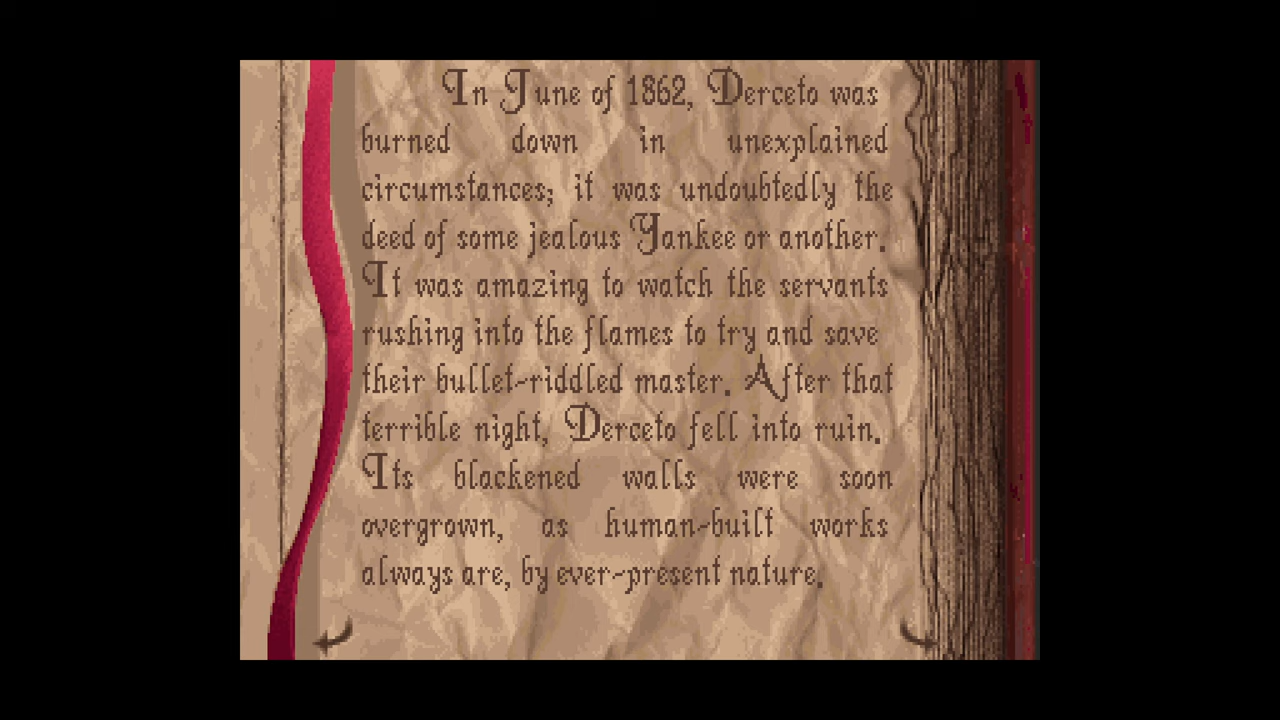 In June of 1862, Derceto was
burned down in unexplained
circumstances; it was undoubtedly the
deed of some jealous Yankee or another.
It was amazing to watch the servants
rushing into the flames to try and save
their bullet-riddled master. After that
terrible night, Derceto fell into ruin.
Its blackened walls were soon
overgrown, as human-built works
always are, by ever-present nature.